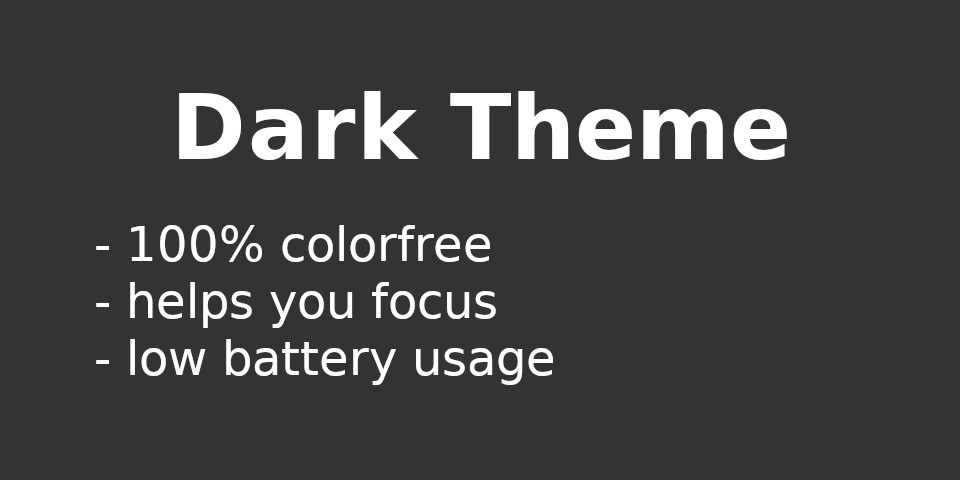 Dark Theme
- 100% colorfree
- helps you focus
- low battery usage